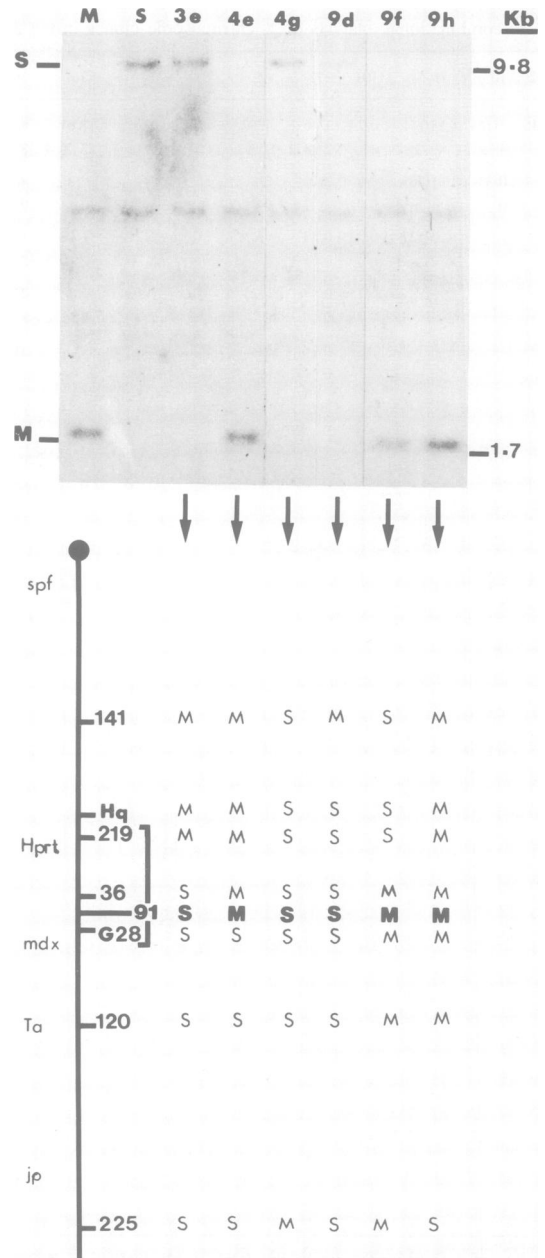 M S 3e 4e 4g 9d 9f 9h Kb
S 9·8
M 1·7
spf
141 M M S M S M
Hq M M S S S M
219 M M S S S M
Hprt
36 S M S S M M
91 S M S S M M
G28 S S S S M M
mdx
Ta 120 S S S S M M
jp
225 S S M S M S